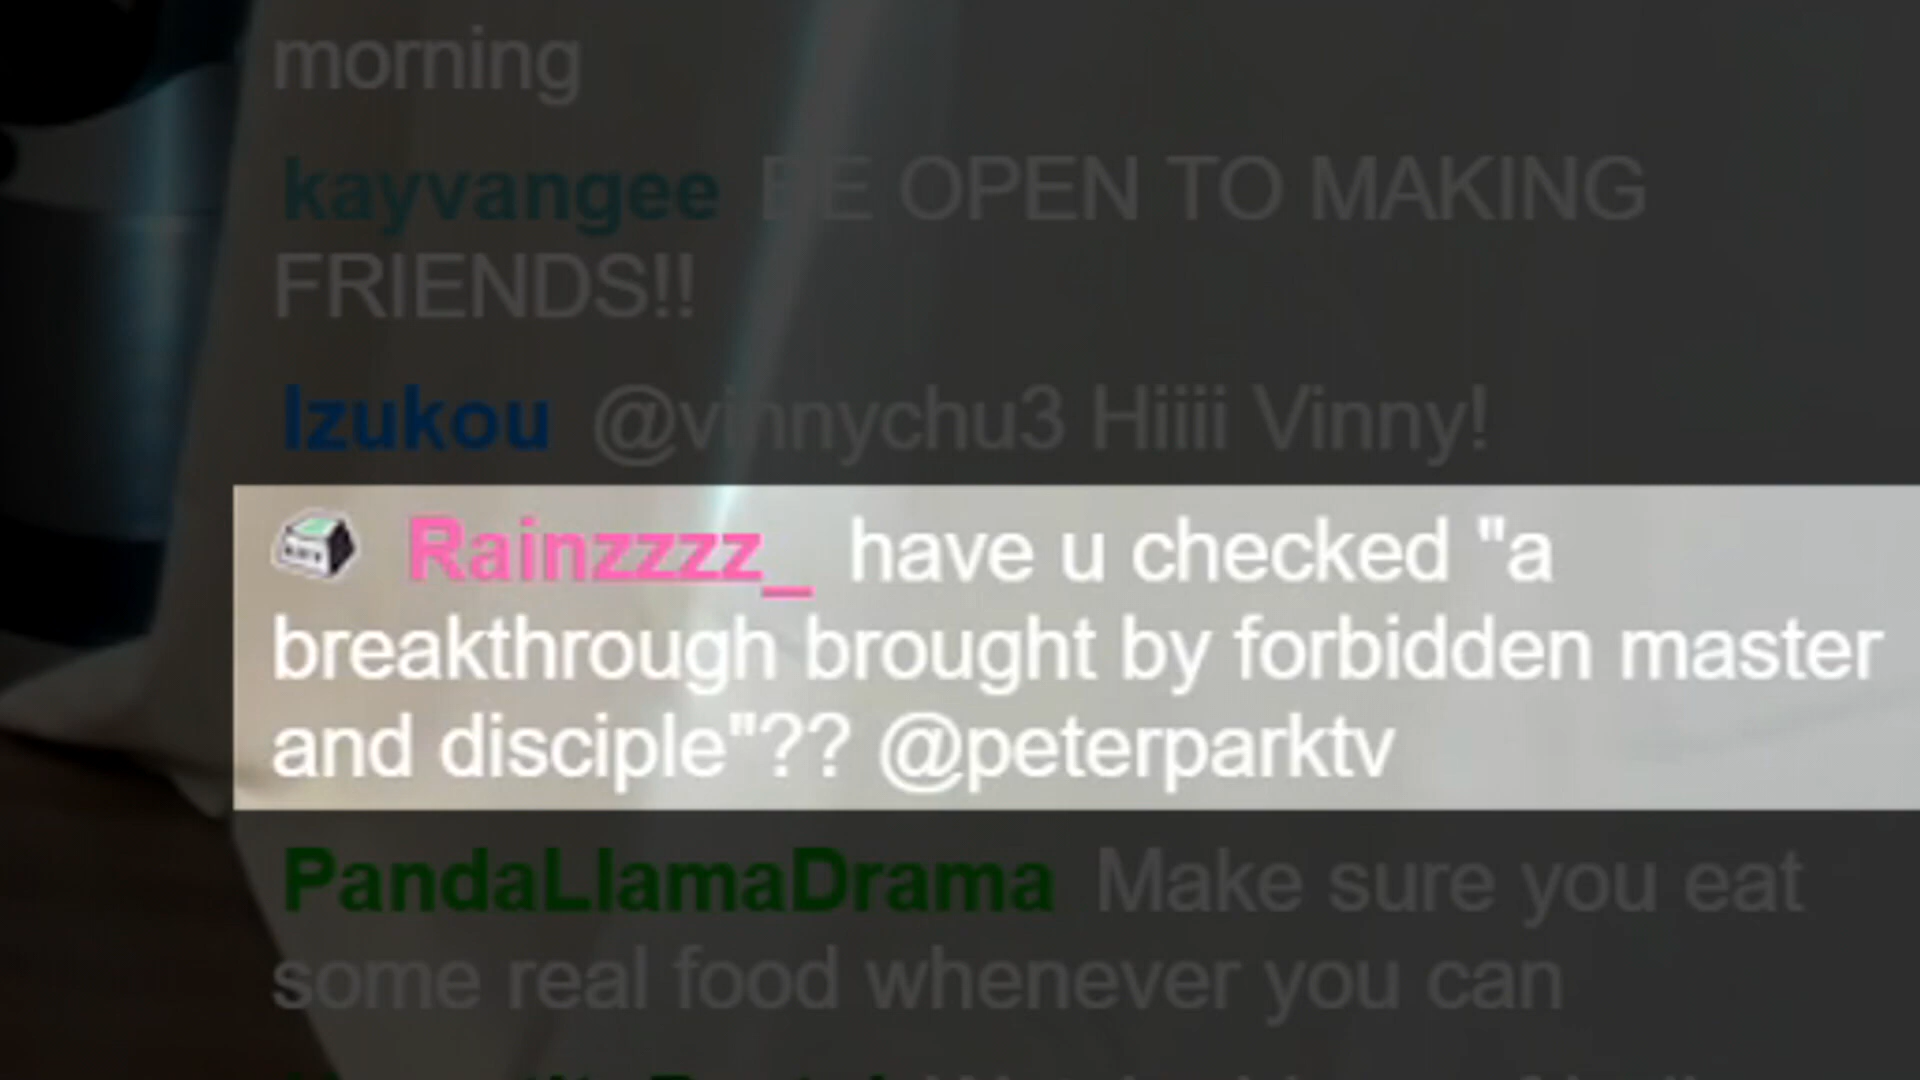 morning
kayvangee BE OPEN TO MAKING
FRIENDS!!
Izukou @vinnychu3 Hiiii Vinny!
Rainzzzz_ have u checked "a
breakthrough brought by forbidden master
and disciple"?? @peterparktv
PandaLlamaDrama Make sure you eat
some real food whenever you can